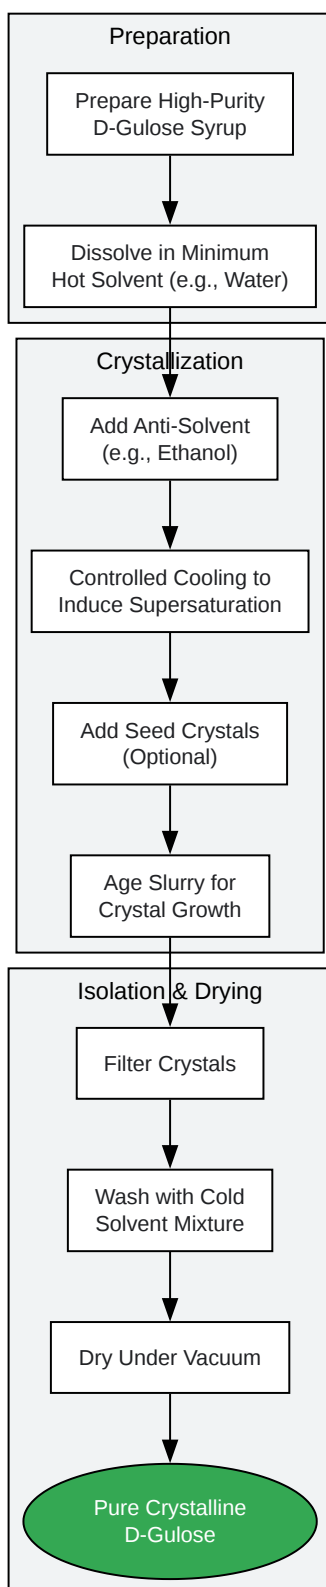 Preparation
Prepare High-Purity
D-Gulose Syrup
Dissolve in Minimum
Hot Solvent (e.g., Water)
Crystallization
Add Anti-Solvent
(e.g., Ethanol)
Controlled Cooling to
Induce Supersaturation
Add Seed Crystals
(Optional)
Age Slurry for
Crystal Growth
Isolation & Drying
Filter Crystals
Wash with Cold
Solvent Mixture
Dry Under Vacuum
Pure Crystalline
D-Gulose